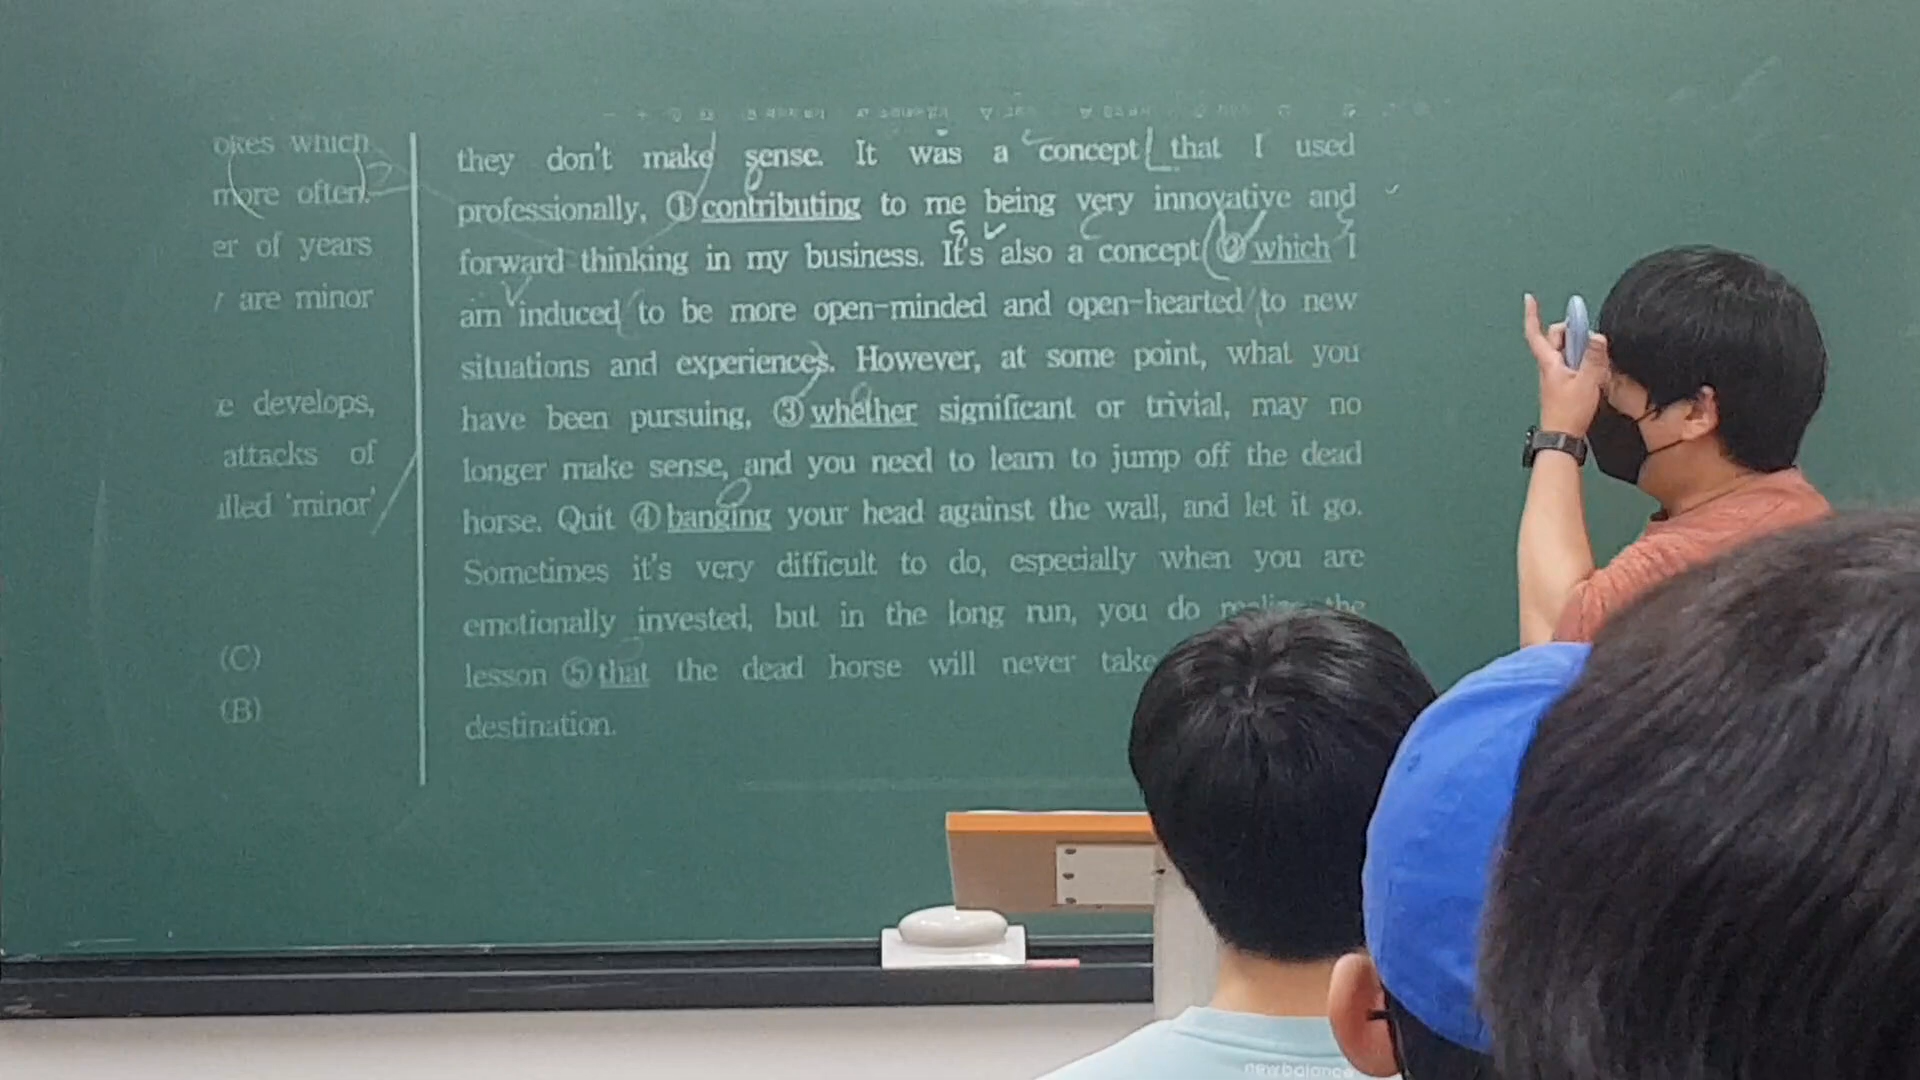 okes which
more often.
er of years
are minor
develops,
attacks of
'minor'
(C)
(B)
they don't make sense. It was a concept that I used
professionally, ① contributing to me being very innovative and
forward thinking in my business. It's also a concept ② which I
am induced to be more open-minded and open-hearted to new
situations and experiences. However, at some point, what you
have been pursuing, ③ whether significant or trivial, may no
longer make sense, and you need to learn to jump off the dead
horse. Quit ④ banging your head against the wall, and let it go.
Sometimes it's very difficult to do, especially when you are
emotionally invested, but in the long run, you do the
lesson ⑤ that the dead horse will never take
destination.
new balance